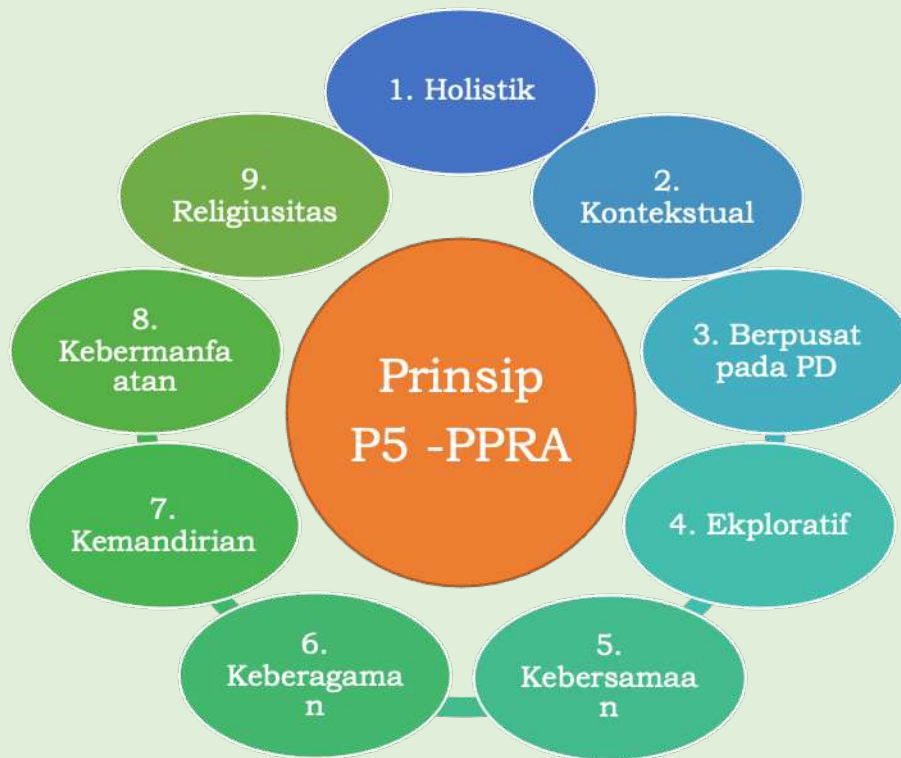 Prinsip
P5 -PPRA
1. Holistik
2.
Kontekstual
3. Berpusat
pada PD
4. Ekploratif
5.
Kebersamaa
n
6.
Keberagama
n
7.
Kemandirian
8.
Kebermanfa
atan
9.
Religiusitas